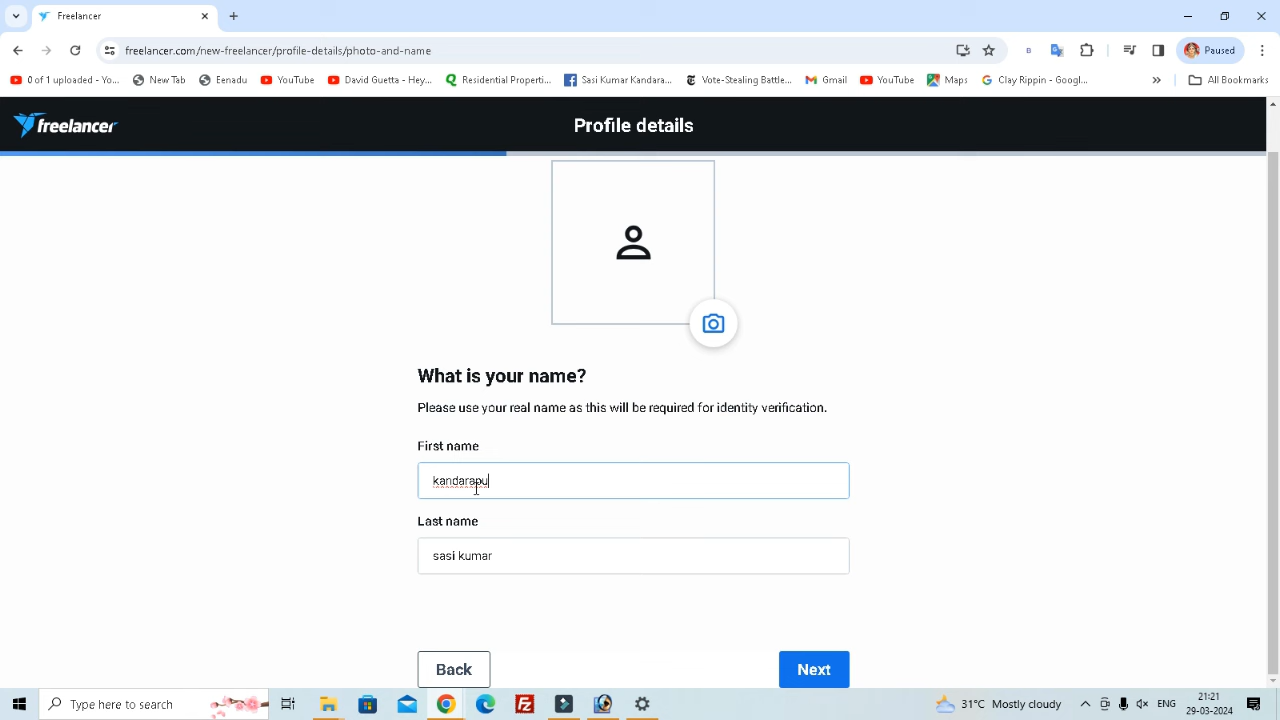 Freelancer
freelancer.com/new-freelancer/profile-details/photo-and-name
Paused
0 of 1 uploaded - Yo...
New Tab
Eenadu
YouTube
David Guetta - Hey,...
Residential Properti...
Sasi Kumar Kandara...
Vote-Stealing Battle...
YouTube
Gmail
Maps
Clay Rippin - Googl...
All Bookmarks
freelancer
Profile details
What is your name?
Please use your real name as this will be required for identity verification.
First name
kandarapu
Last name
sasi kumar
Back
Next
Type here to search
31°C Mostly cloudy
ENG
21:21
29-03-2024